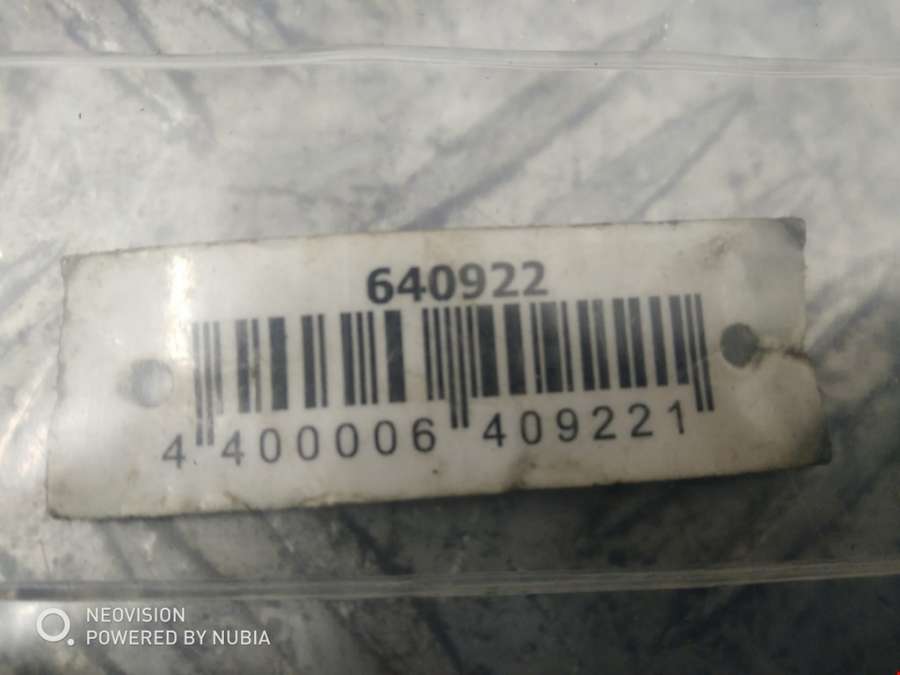 640922
4 400006 409221
NEOVISION
POWERED BY NUBIA